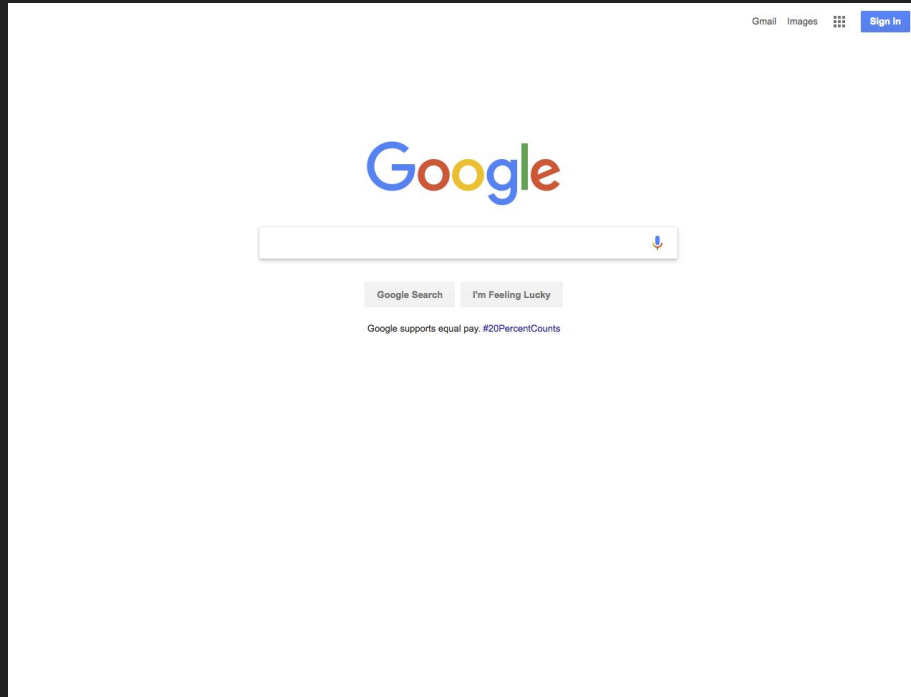 Gmail Images Sign in
Google
Google Search I'm Feeling Lucky
Google supports equal pay. #20PercentCounts